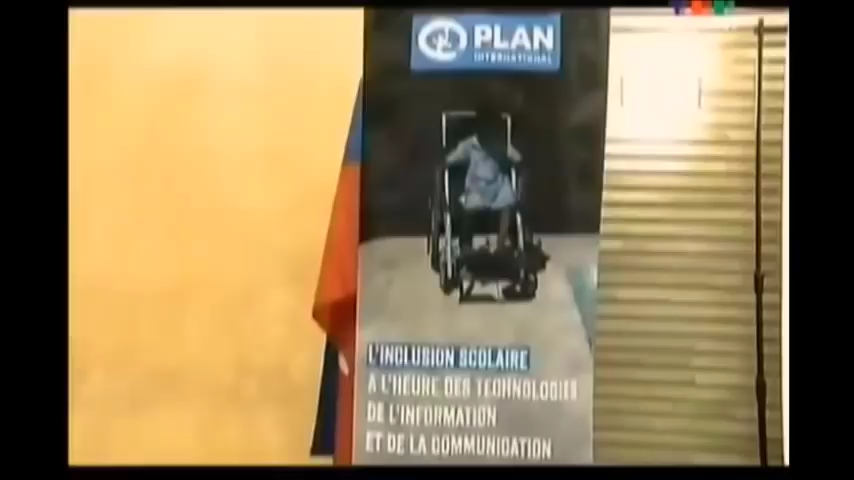 PLAN
INTERNATIONAL
L'INCLUSION SCOLAIRE
A L'HEURE DES TECHNOLOGIES
DE L'INFORMATION
ET DE LA COMMUNICATION